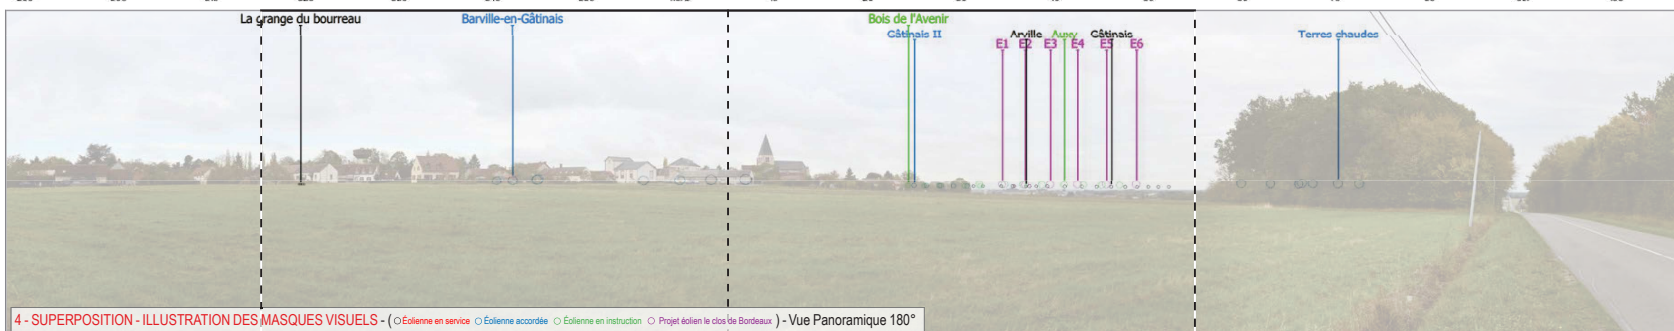 La grange du bourreau
Barville-en-Gâtinais
Bois de l'Avenir
Gâtinais II
Arville
Auxy
Gâtinais
E1 E2 E3 E4 E5 E6
Terres chaudes
4 - SUPERPOSITION - ILLUSTRATION DES MASQUES VISUELS - ( Éolienne en service Éolienne accordée Éolienne en instruction Projet éolien le clos de Bordeaux ) - Vue Panoramique 180°